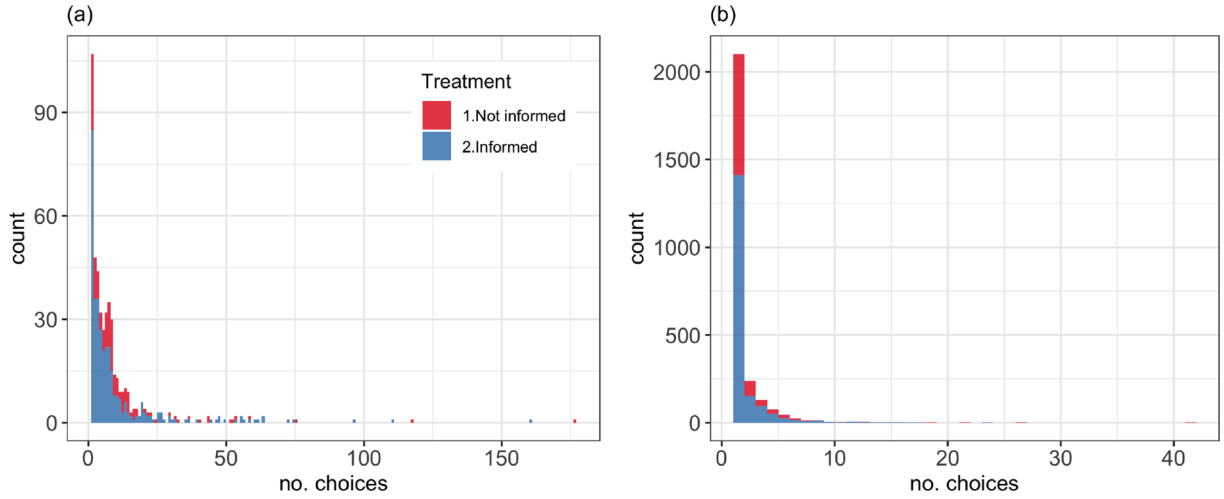 (a)
Treatment
1.Not informed
2.Informed
count
90
60
30
0
0 50 100 150
no. choices
(b)
count
2000
1500
1000
500
0
0 10 20 30 40
no. choices